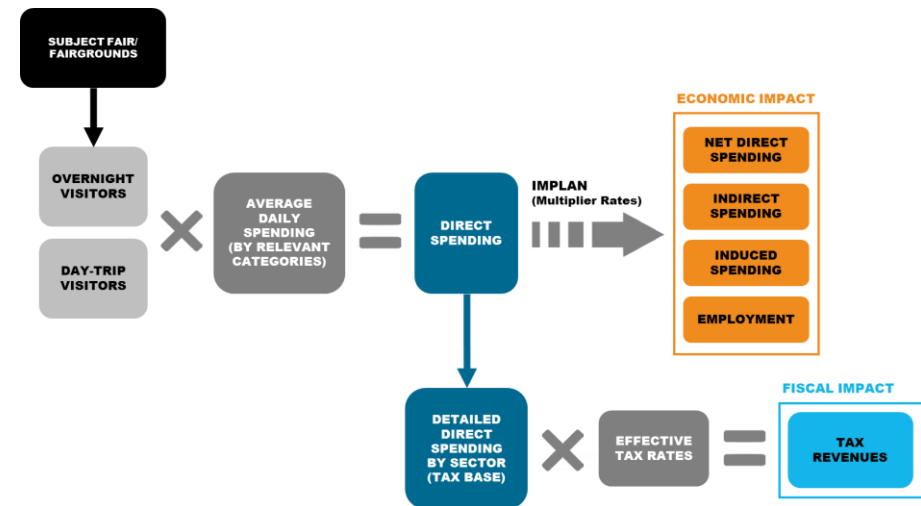 SUBJECT FAIR/
FAIRGROUNDS
OVERNIGHT
VISITORS
DAY-TRIP
VISITORS
AVERAGE
DAILY
SPENDING
(BY RELEVANT
CATEGORIES)
DIRECT
SPENDING
IMPLAN
(Multiplier Rates)
ECONOMIC IMPACT
NET DIRECT
SPENDING
INDIRECT
SPENDING
INDUCED
SPENDING
EMPLOYMENT
DETAILED
DIRECT
SPENDING
BY SECTOR
(TAX BASE)
EFFECTIVE
TAX RATES
FISCAL IMPACT
TAX
REVENUES